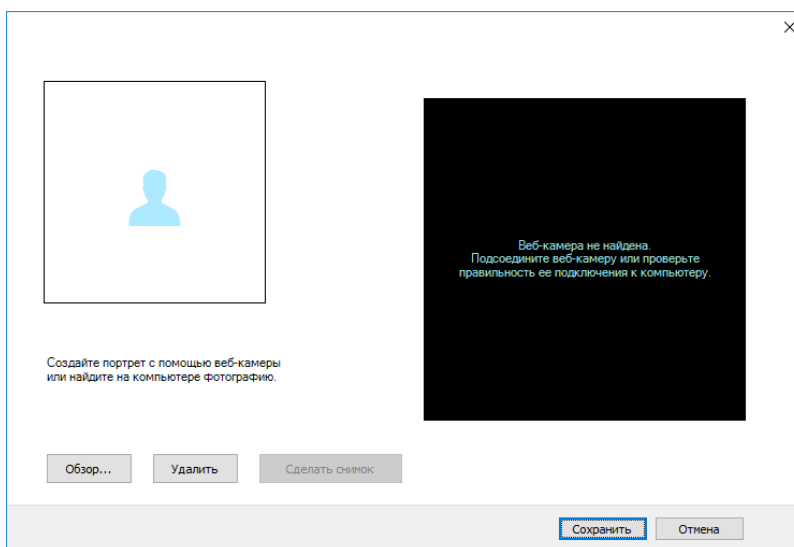 Веб-камера не найдена.
Подсоедините веб-камеру или проверьте
правильность ее подключения к компьютеру.
Создайте портрет с помощью веб-камеры
или найдите на компьютере фотографию.
Обзор...
Удалить
Сделать снимок
Сохранить
Отмена